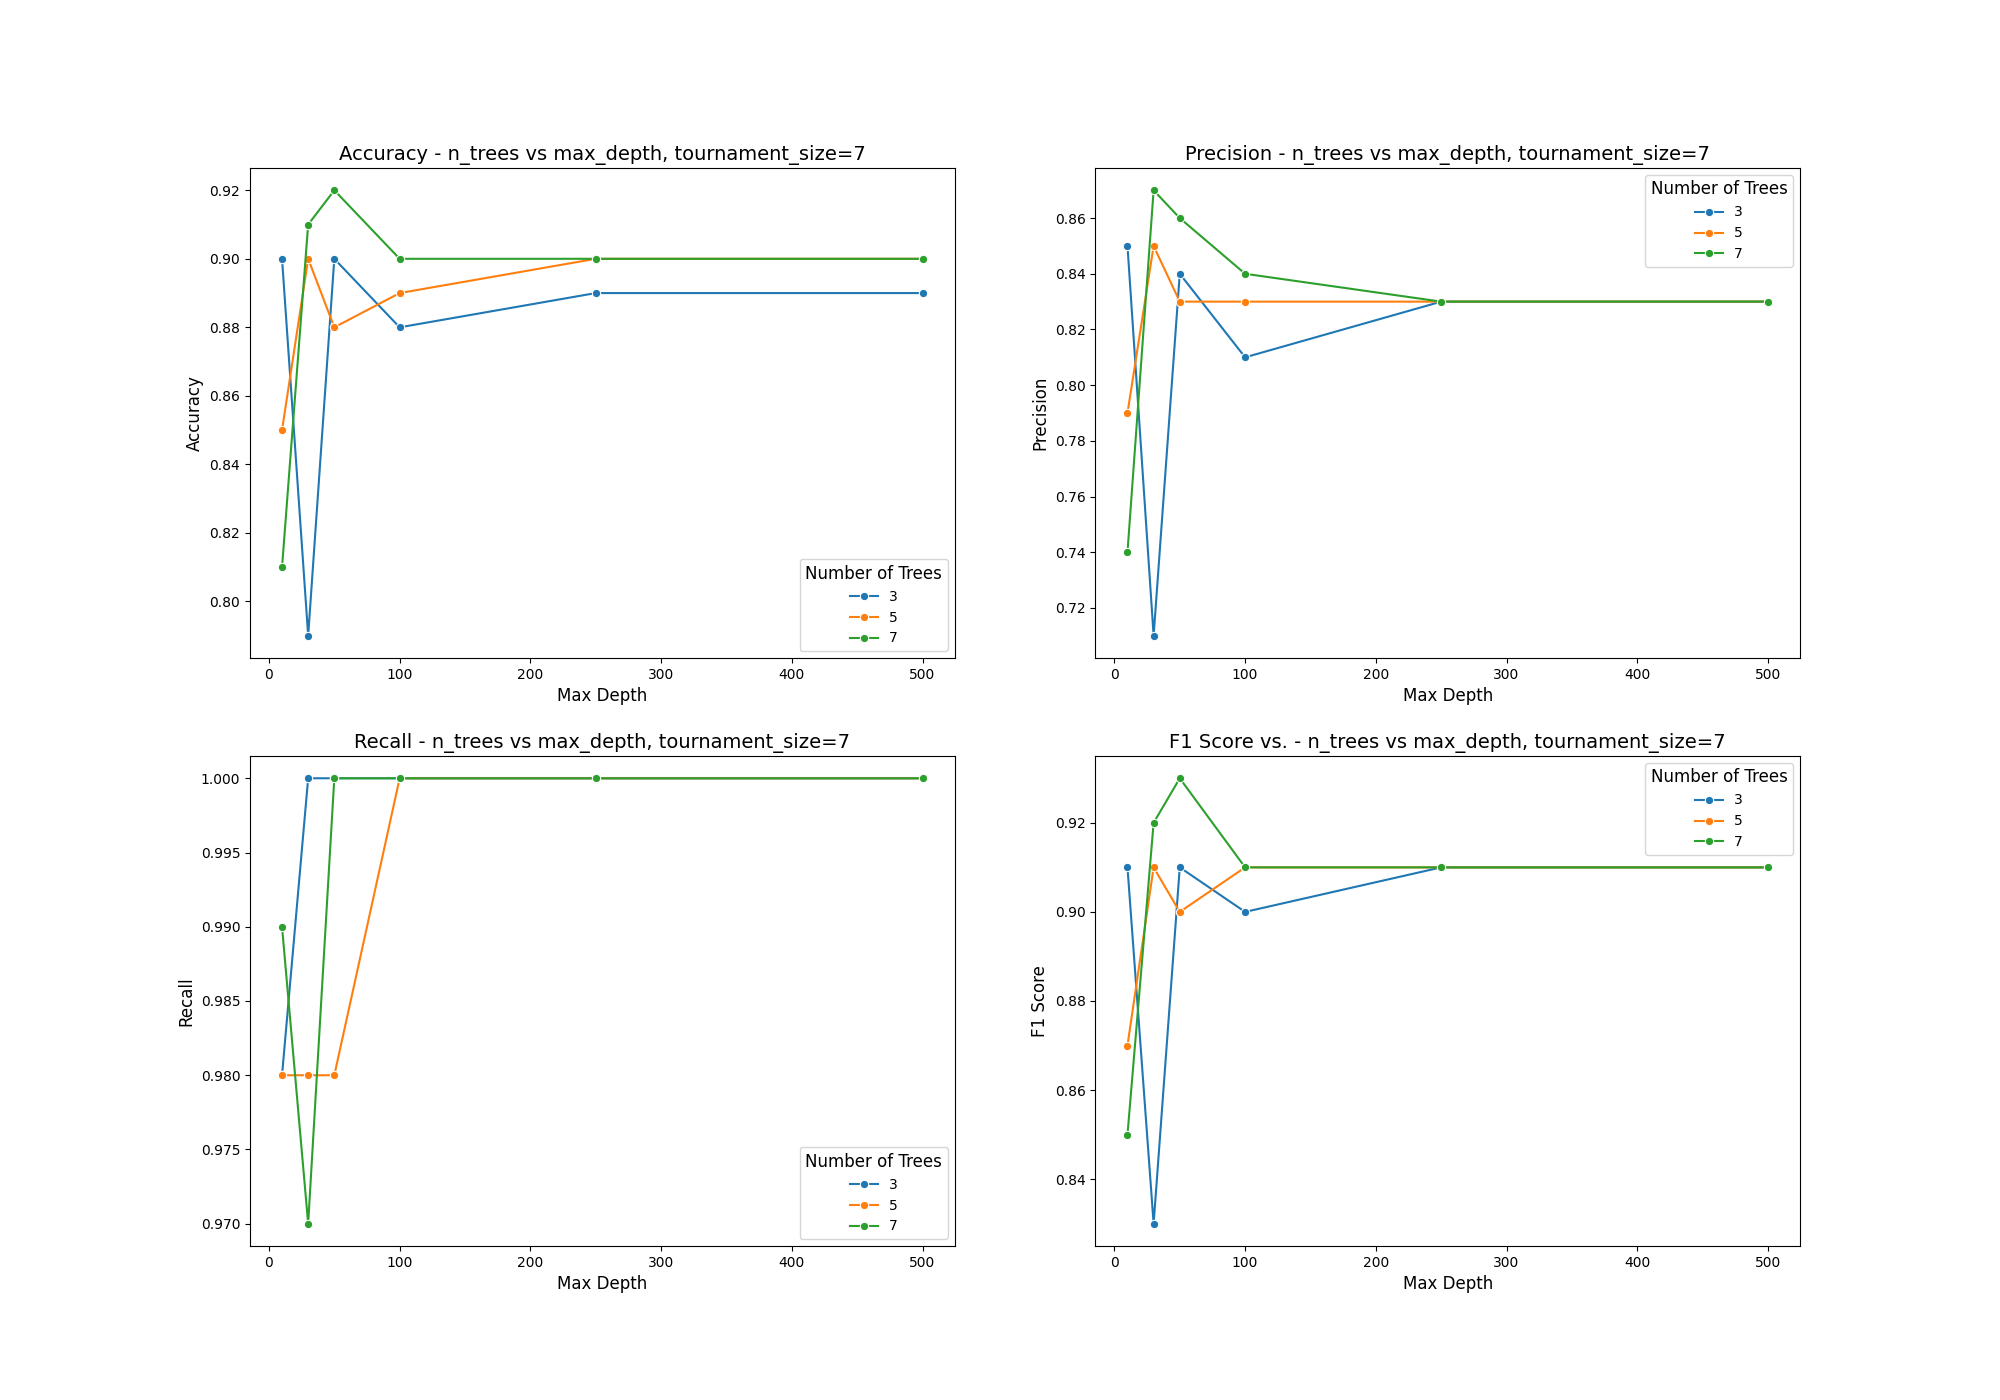 Accuracy - n_trees vs max_depth, tournament_size=7
0.92
0.90
0.88
0.86
0.84
0.82
0.80
Accuracy
0 100 200 300 400 500
Max Depth
Number of Trees
3
5
7
Precision - n_trees vs max_depth, tournament_size=7
0.86
0.84
0.82
0.80
0.78
0.76
0.74
0.72
Precision
0 100 200 300 400 500
Max Depth
Number of Trees
3
5
7
Recall - n_trees vs max_depth, tournament_size=7
1.000
0.995
0.990
0.985
0.980
0.975
0.970
Recall
0 100 200 300 400 500
Max Depth
Number of Trees
3
5
7
F1 Score vs. - n_trees vs max_depth, tournament_size=7
0.92
0.90
0.88
0.86
0.84
F1 Score
0 100 200 300 400 500
Max Depth
Number of Trees
3
5
7